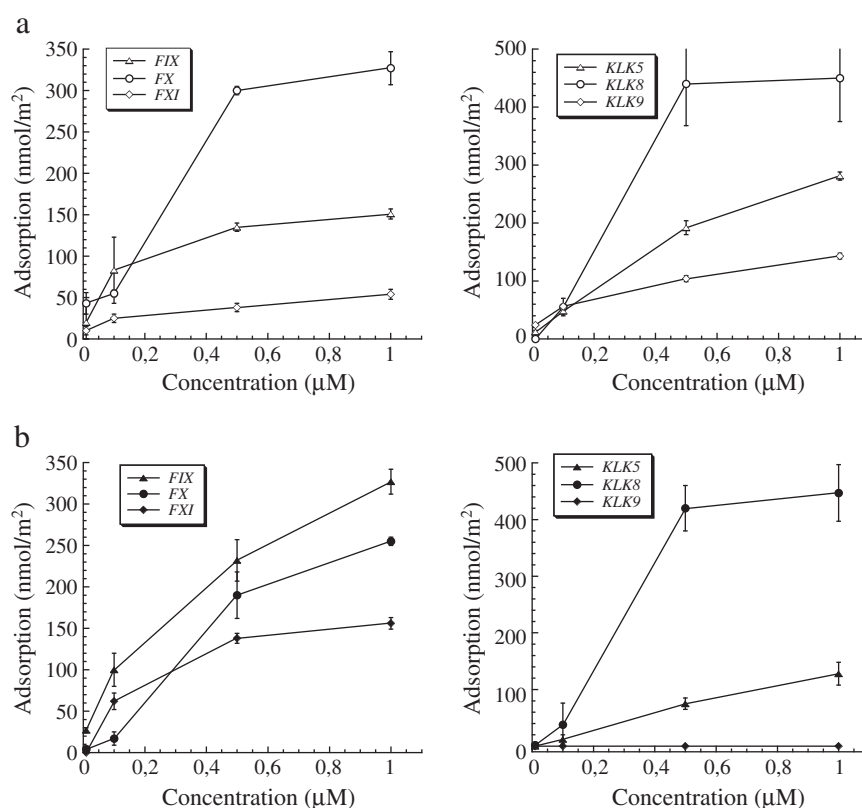 a
350
300
250
200
150
100
50
0
Adsorption (nmol/m²)
FIX
FX
FXI
0 0,2 0,4 0,6 0,8 1
Concentration (µM)
500
400
300
200
100
0
Adsorption (nmol/m²)
KLK5
KLK8
KLK9
0 0,2 0,4 0,6 0,8 1
Concentration (µM)
b
350
300
250
200
150
100
50
0
Adsorption (nmol/m²)
FIX
FX
FXI
0 0,2 0,4 0,6 0,8 1
Concentration (µM)
500
400
300
200
100
0
Adsorption (nmol/m²)
KLK5
KLK8
KLK9
0 0,2 0,4 0,6 0,8 1
Concentration (µM)